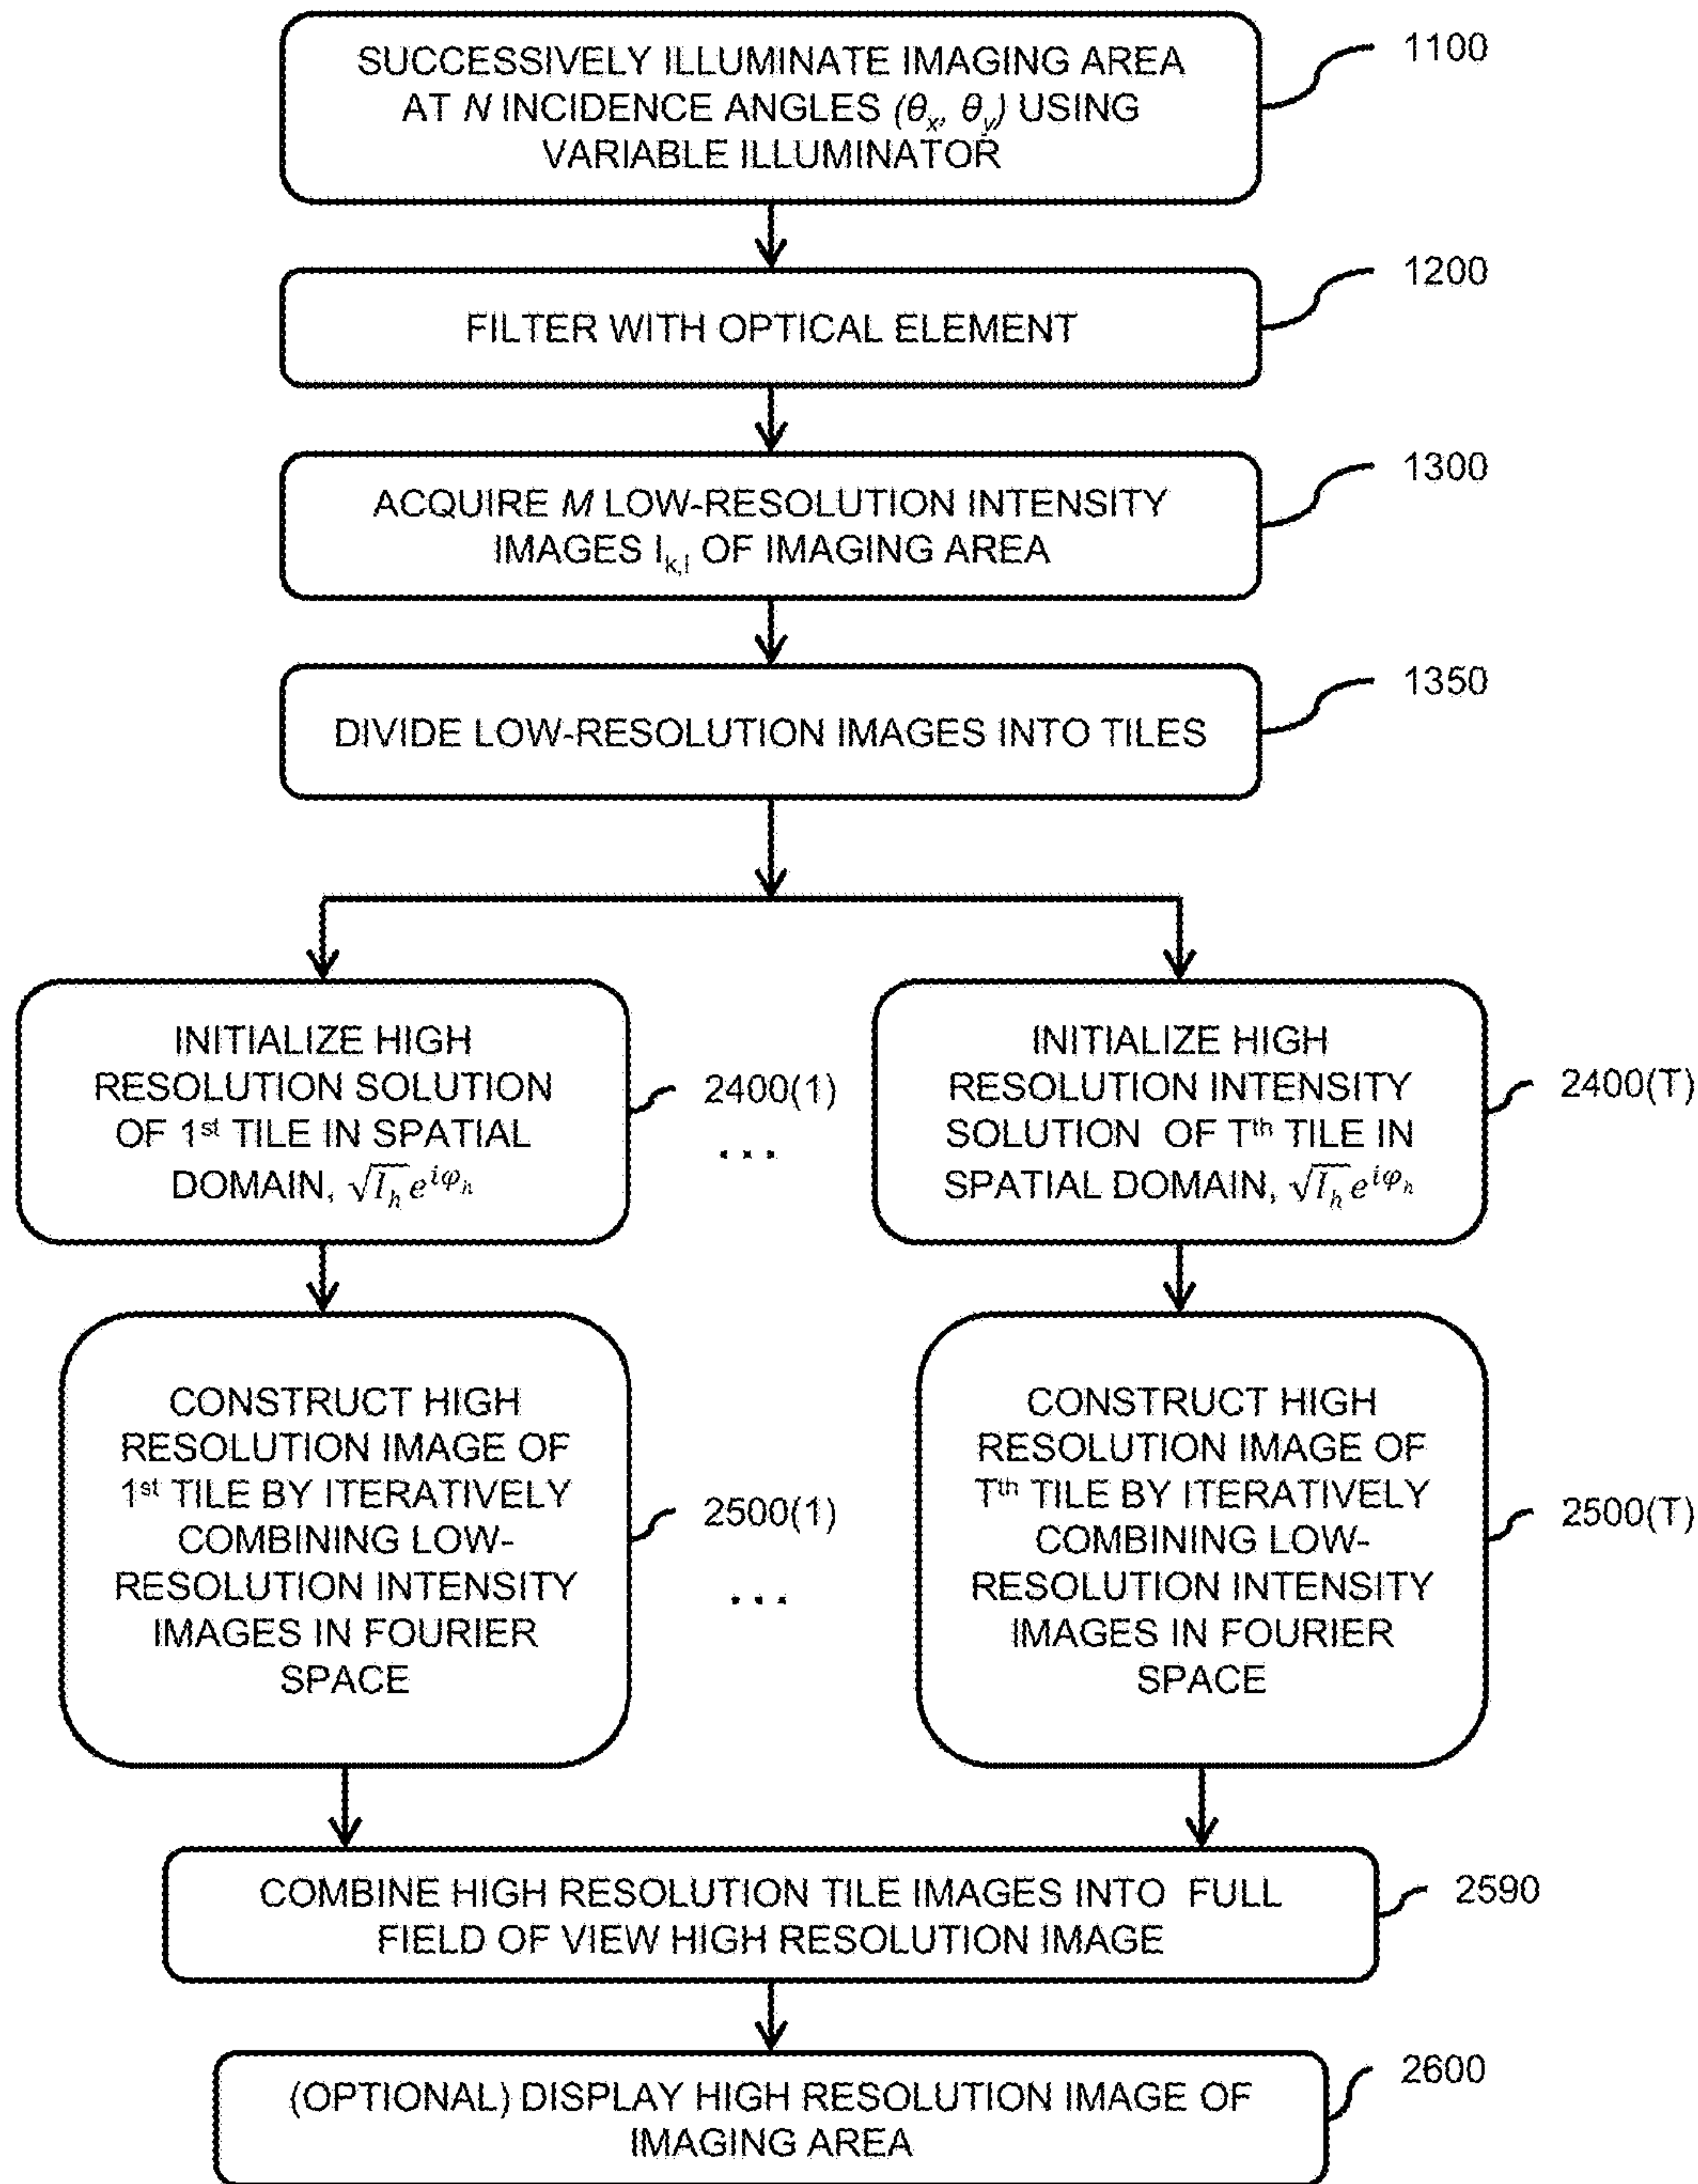 SUCCESSIVELY ILLUMINATE IMAGING AREA
AT N INCIDENCE ANGLES (θx, θy) USING
VARIABLE ILLUMINATOR
1100
FILTER WITH OPTICAL ELEMENT
1200
ACQUIRE M LOW-RESOLUTION INTENSITY
IMAGES Ik,l OF IMAGING AREA
1300
DIVIDE LOW-RESOLUTION IMAGES INTO TILES
1350
INITIALIZE HIGH
RESOLUTION SOLUTION
OF 1st TILE IN SPATIAL
DOMAIN, √Ih e^iφh
2400(1)
...
INITIALIZE HIGH
RESOLUTION INTENSITY
SOLUTION OF Tth TILE IN
SPATIAL DOMAIN, √Ih e^iφh
2400(T)
CONSTRUCT HIGH
RESOLUTION IMAGE OF
1st TILE BY ITERATIVELY
COMBINING LOW-
RESOLUTION INTENSITY
IMAGES IN FOURIER
SPACE
2500(1)
...
CONSTRUCT HIGH
RESOLUTION IMAGE OF
Tth TILE BY ITERATIVELY
COMBINING LOW-
RESOLUTION INTENSITY
IMAGES IN FOURIER
SPACE
2500(T)
COMBINE HIGH RESOLUTION TILE IMAGES INTO FULL
FIELD OF VIEW HIGH RESOLUTION IMAGE
2590
(OPTIONAL) DISPLAY HIGH RESOLUTION IMAGE OF
IMAGING AREA
2600